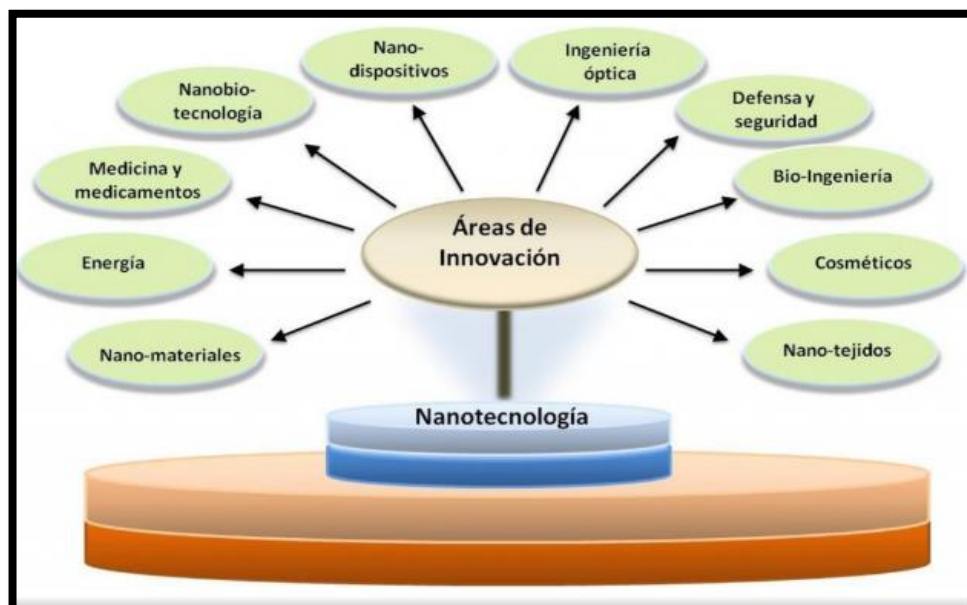 Nano-
dispositivos
Ingeniería
óptica
Nanobio-
tecnología
Defensa y
seguridad
Medicina y
medicamentos
Bio-Ingeniería
Áreas de
Innovación
Energía
Cosméticos
Nano-materiales
Nano-tejidos
Nanotecnología